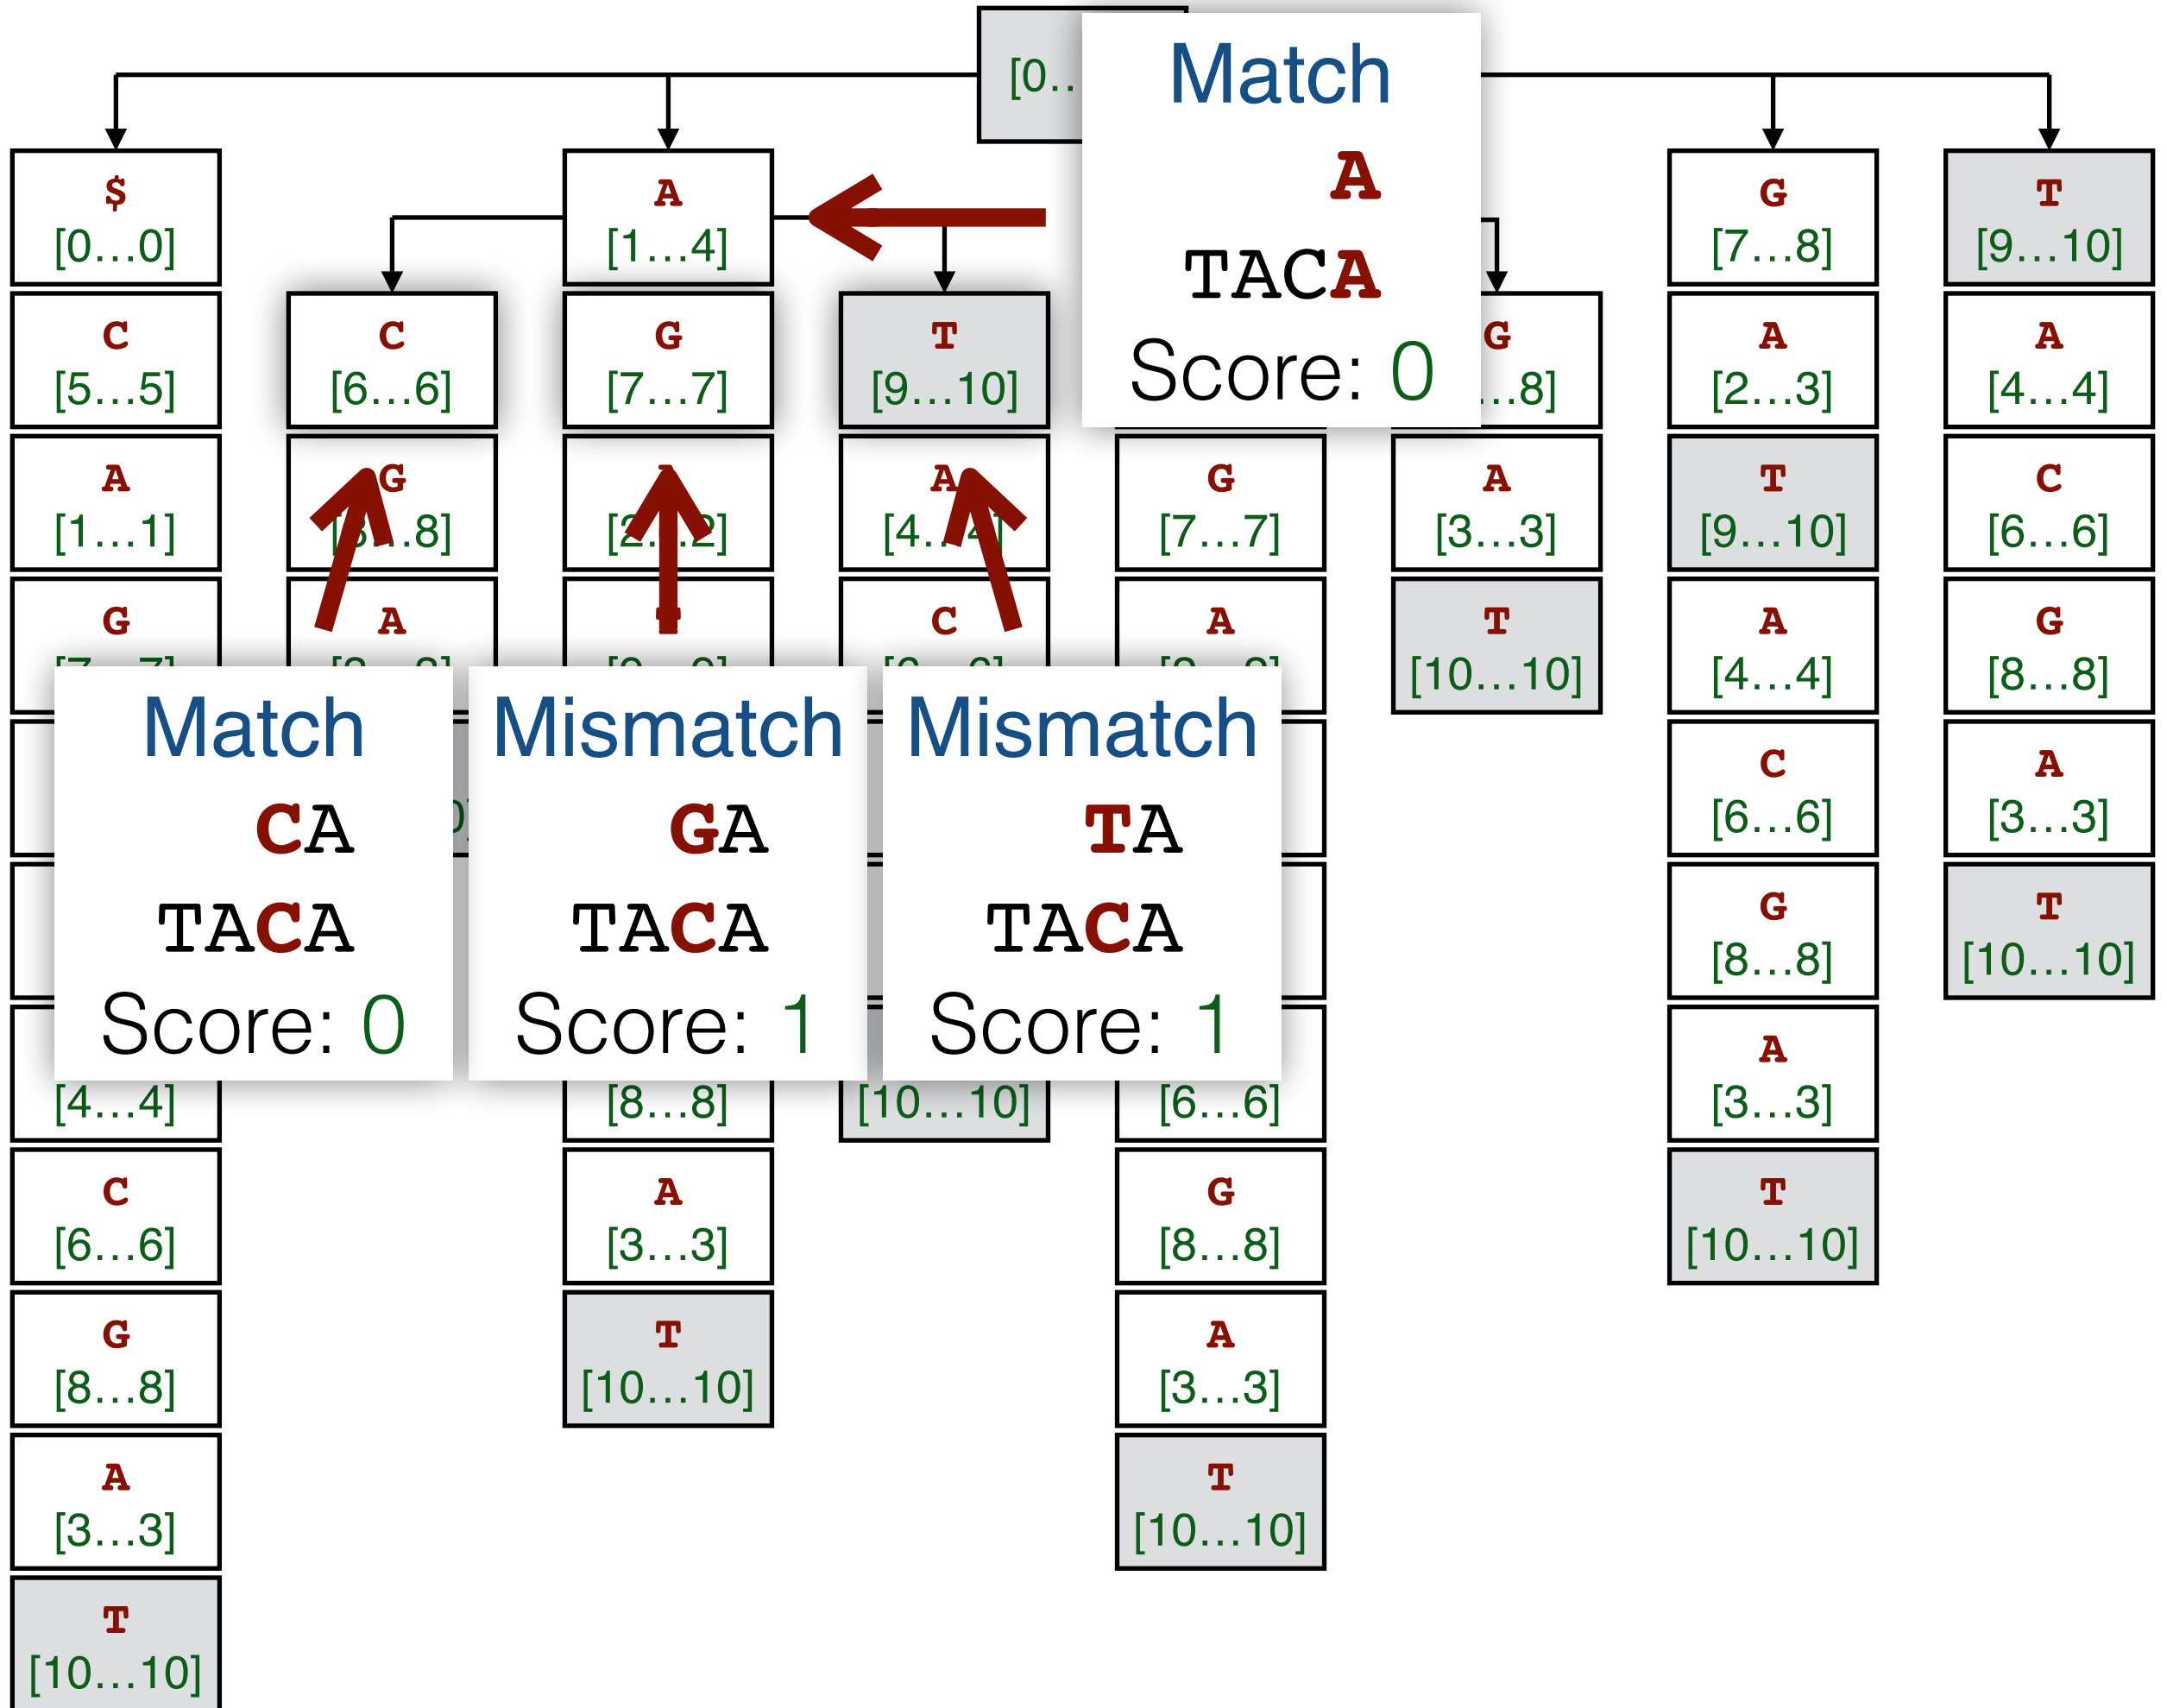 [0..
Match
A
TACA
Score: 0
$
[0...0]
C
[5...5]
A
[1...1]
G
[4...4]
C
[6...6]
G
[8...8]
A
[3...3]
T
[10...10]
C
[6...6]
G
...8]
A
A
[1...4]
G
[7...7]
[8...8]
A
[3...3]
T
[10...10]
T
[9...10]
A
[4...4]
C
[10...10]
G
[7...7]
A
[6...6]
G
[8...8]
A
[3...3]
T
[10...10]
G
...8]
A
[3...3]
T
[10...10]
G
[7...8]
A
[2...3]
T
[9...10]
A
[4...4]
C
[6...6]
G
[8...8]
A
[3...3]
T
[10...10]
T
[9...10]
A
[4...4]
C
[6...6]
G
[8...8]
A
[3...3]
T
[10...10]
Match
CA
TACA
Score: 0
Mismatch
GA
TACA
Score: 1
Mismatch
TA
TACA
Score: 1